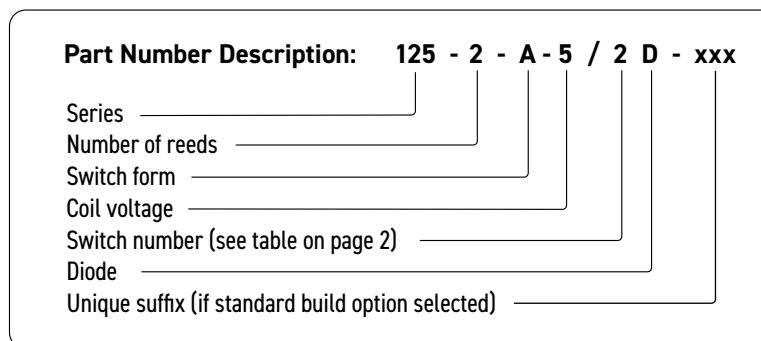 Part Number Description: 125 - 2 - A - 5 / 2 D - xxx
Series
Number of reeds
Switch form
Coil voltage
Switch number (see table on page 2)
Diode
Unique suffix (if standard build option selected)